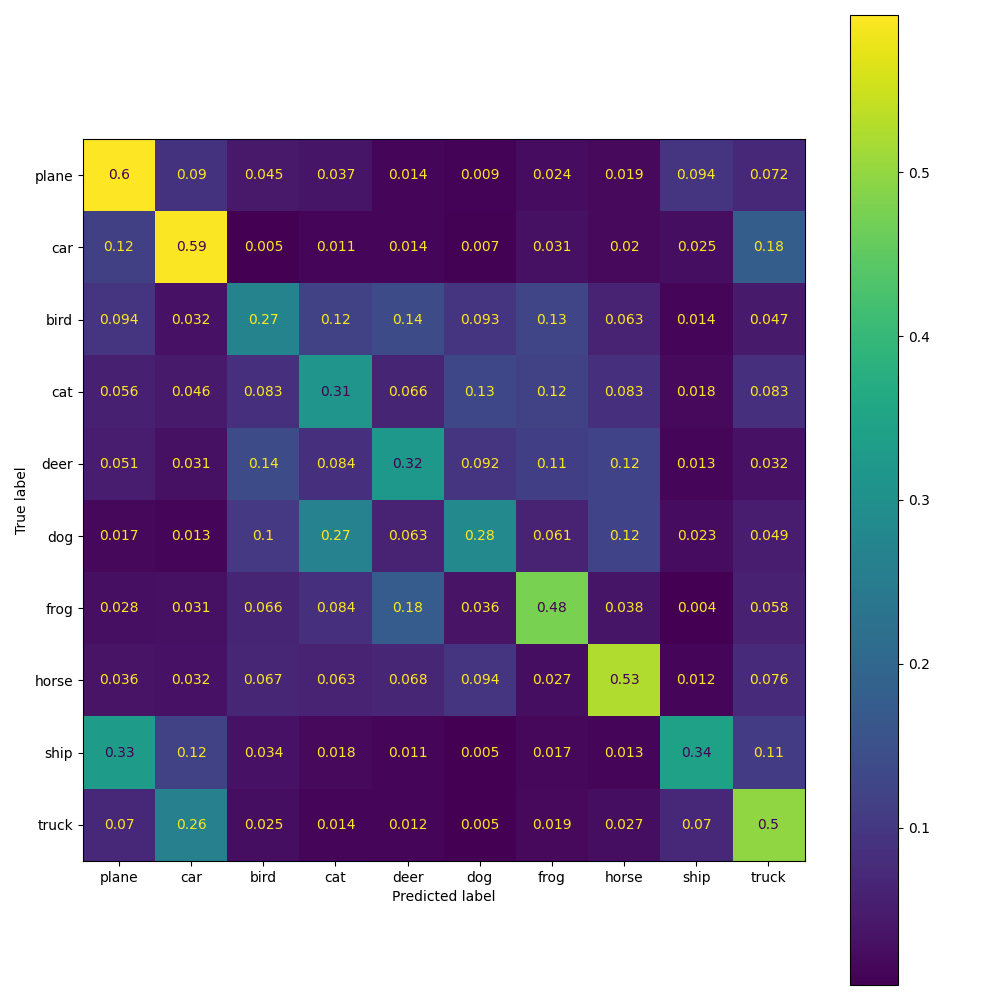 plane 0.6 0.09 0.045 0.037 0.014 0.009 0.024 0.019 0.094 0.072
car 0.12 0.59 0.005 0.011 0.014 0.007 0.031 0.02 0.025 0.18
bird 0.094 0.032 0.27 0.12 0.14 0.093 0.13 0.063 0.014 0.047
cat 0.056 0.046 0.083 0.31 0.066 0.13 0.12 0.083 0.018 0.083
deer 0.051 0.031 0.14 0.084 0.32 0.092 0.11 0.12 0.013 0.032
dog 0.017 0.013 0.1 0.27 0.063 0.28 0.061 0.12 0.023 0.049
frog 0.028 0.031 0.066 0.084 0.18 0.036 0.48 0.038 0.004 0.058
horse 0.036 0.032 0.067 0.063 0.068 0.094 0.027 0.53 0.012 0.076
ship 0.33 0.12 0.034 0.018 0.011 0.005 0.017 0.013 0.34 0.11
truck 0.07 0.26 0.025 0.014 0.012 0.005 0.019 0.027 0.07 0.5
plane car bird cat deer dog frog horse ship truck
Predicted label
True label
0.5
0.4
0.3
0.2
0.1